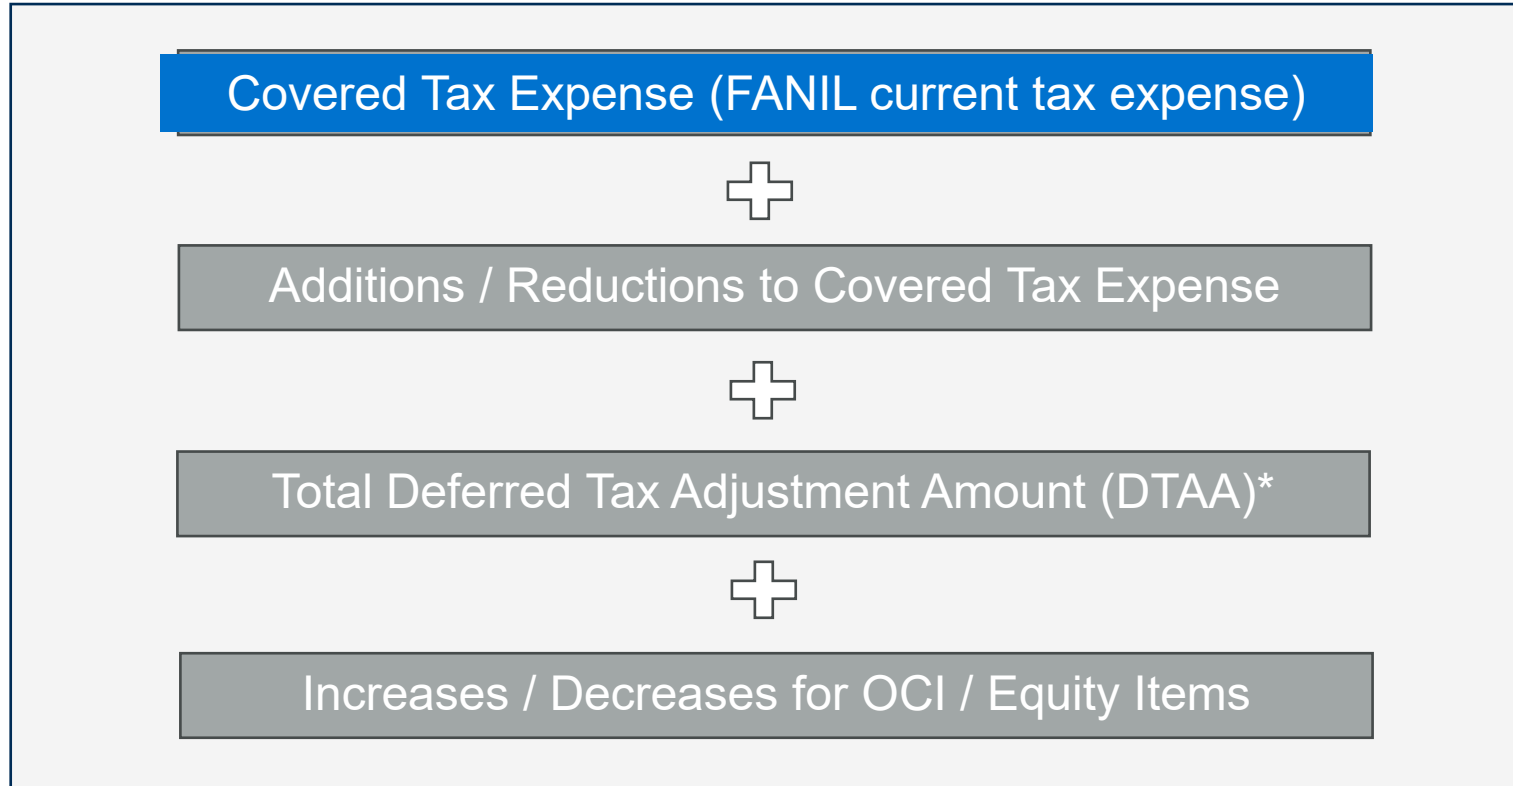 Covered Tax Expense (FANIL current tax expense)
Additions / Reductions to Covered Tax Expense
Total Deferred Tax Adjustment Amount (DTAA)*
Increases / Decreases for OCI / Equity Items